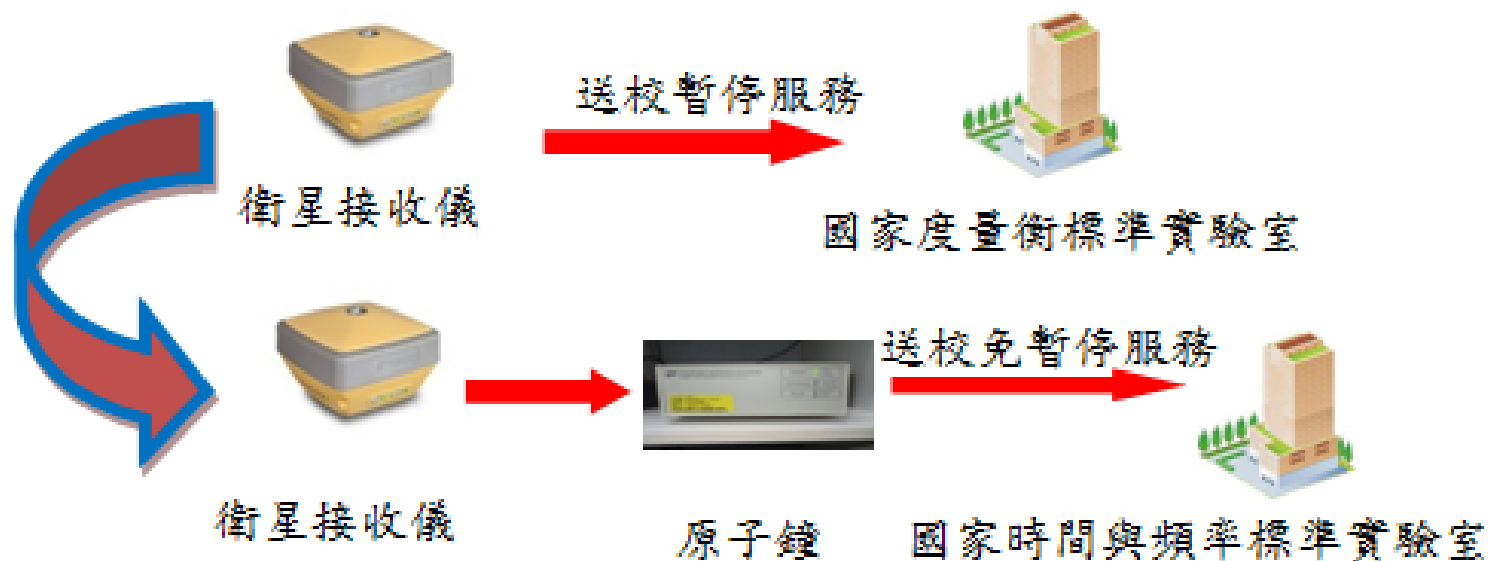 送校暫停服務
衛星接收儀
國家度量衡標準實驗室
送校免暫停服務
衛星接收儀
原子鐘
國家時間與頻率標準實驗室